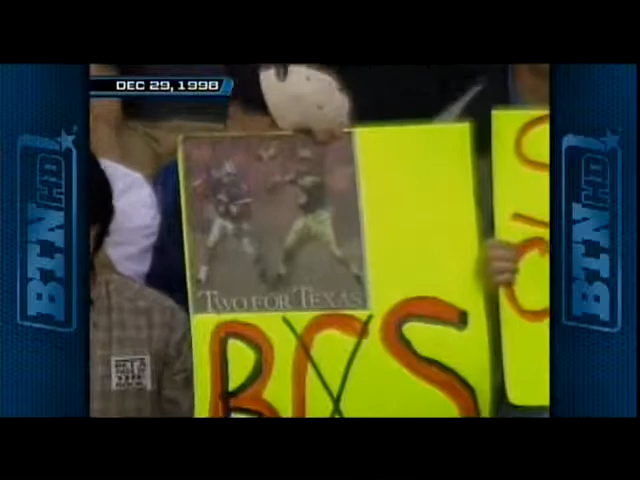 DEC 29, 1998
BTN HD
BTN HD
TWO FOR TEXAS
BCS